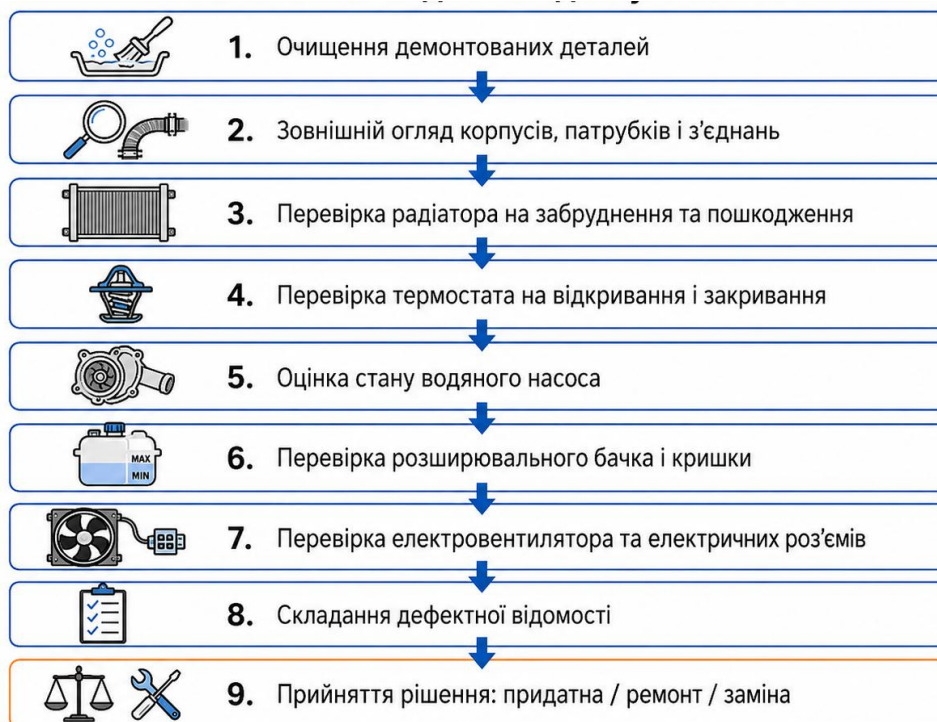 1. Очищення демонтованих деталей
2. Зовнішній огляд корпусів, патрубків і з’єднань
3. Перевірка радіатора на забруднення та пошкодження
4. Перевірка термостата на відкривання і закривання
5. Оцінка стану водяного насоса
MAX
MIN
6. Перевірка розширювального бачка і кришки
7. Перевірка електровентилятора та електричних роз’ємів
8. Складання дефектної відомості
9. Прийняття рішення: придатна / ремонт / заміна